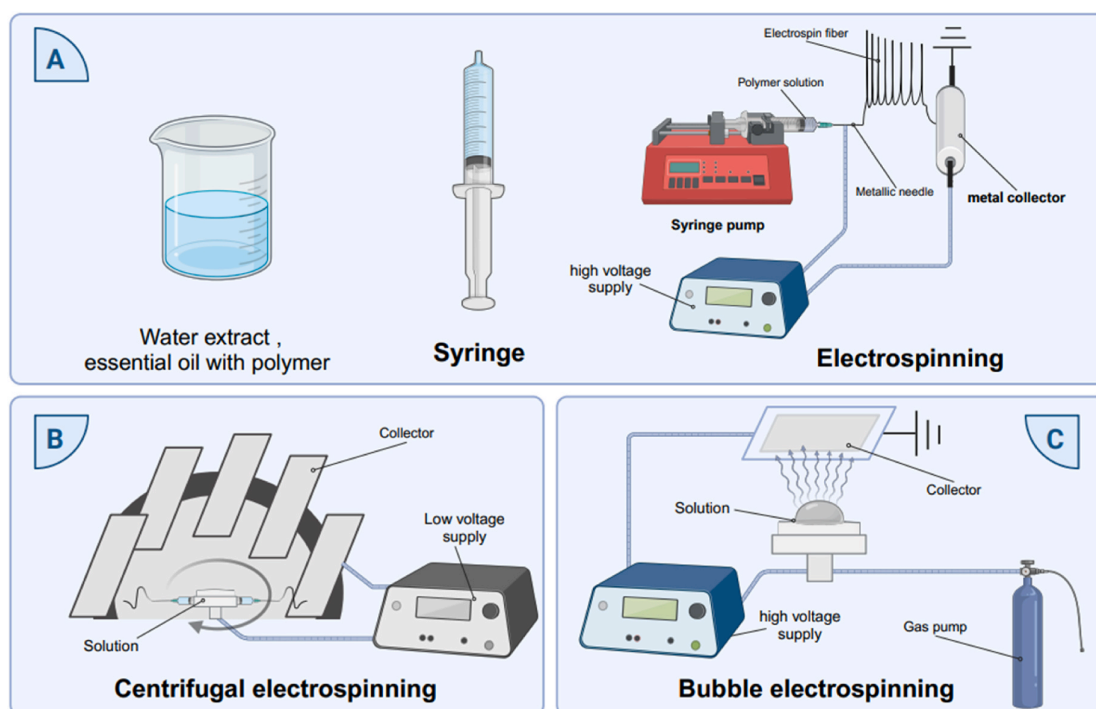 A
Electrospin fiber
Polymer solution
Metallic needle
metal collector
Syringe pump
high voltage
supply
Water extract ,
essential oil with polymer
Syringe
Electrospinning
B
Collector
Low voltage
supply
Solution
Centrifugal electrospinning
C
Collector
Solution
high voltage
supply
Gas pump
Bubble electrospinning